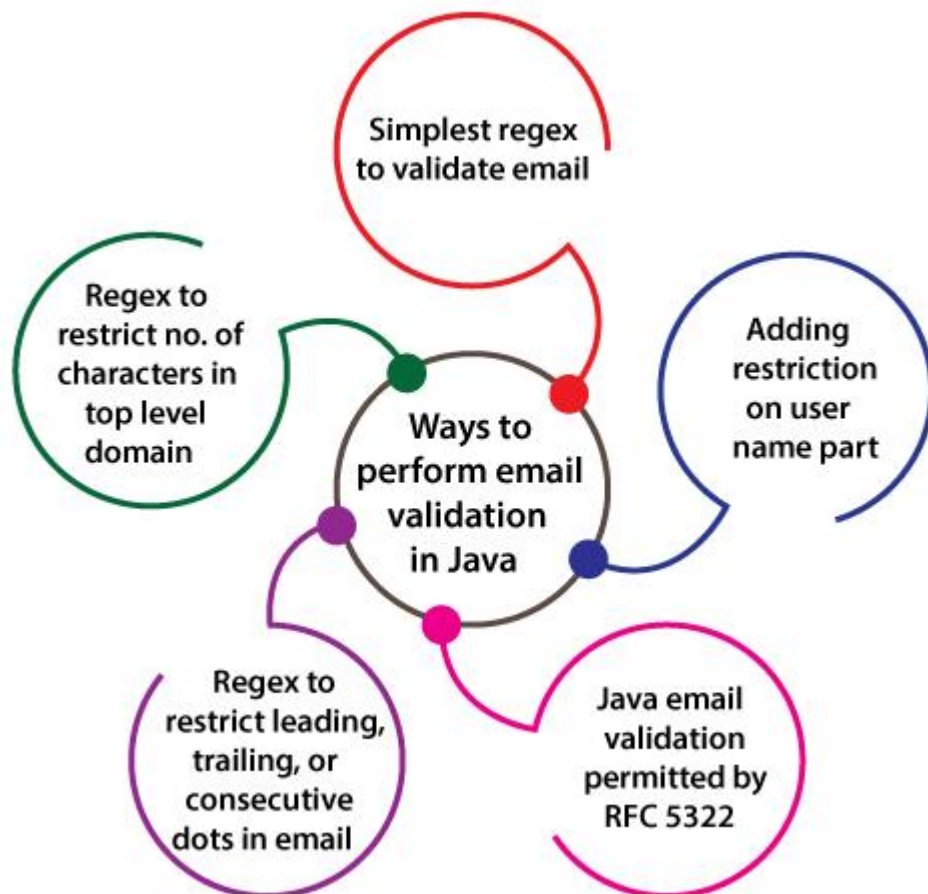 Simplest regex
to validate email
Regex to
restrict no. of
characters in
top level
domain
Adding
restriction
on user
name part
Ways to
perform email
validation
in Java
Regex to
restrict leading,
trailing, or
consecutive
dots in email
Java email
validation
permitted by
RFC 5322